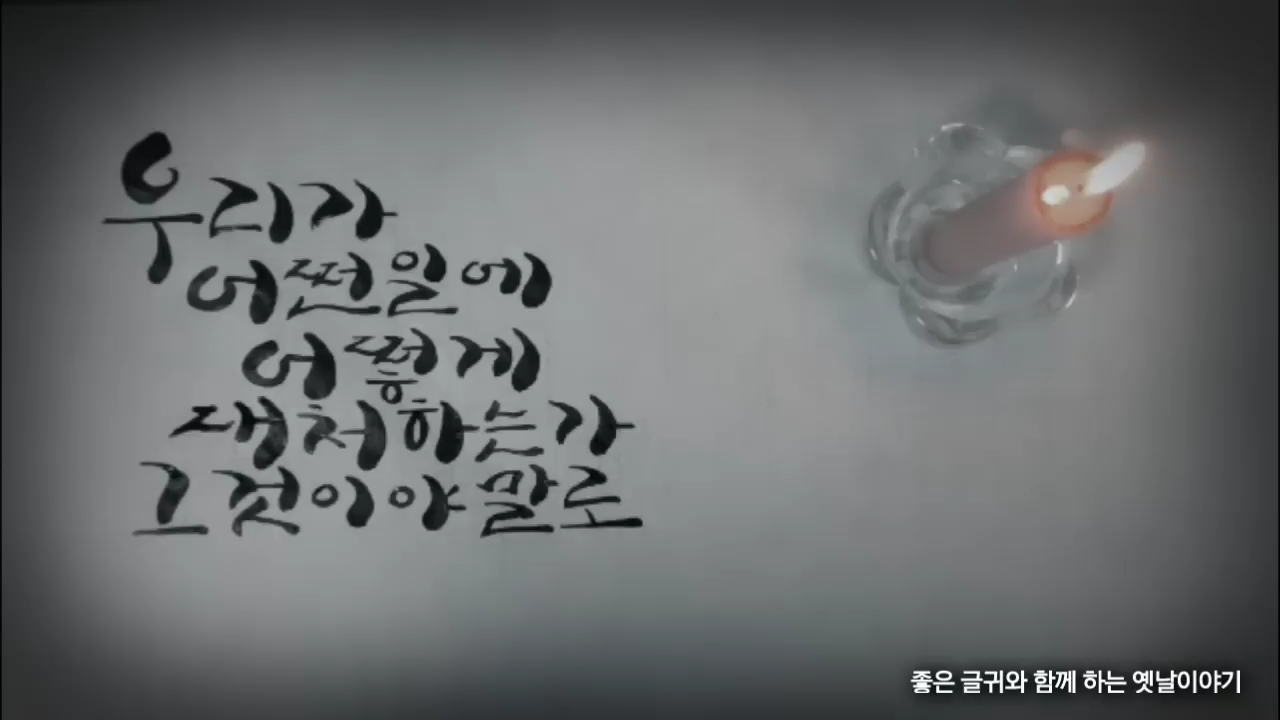 우리가
어쩐일에
어떻게
대처하는가
그것이야말로
좋은 글귀와 함께 하는 옛날이야기